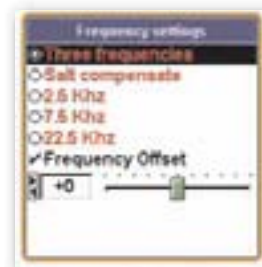 Frequency settings
Three frequencies
Salt compensate
2.5 Khz
7.5 Khz
22.5 Khz
Frequency Offset
+0